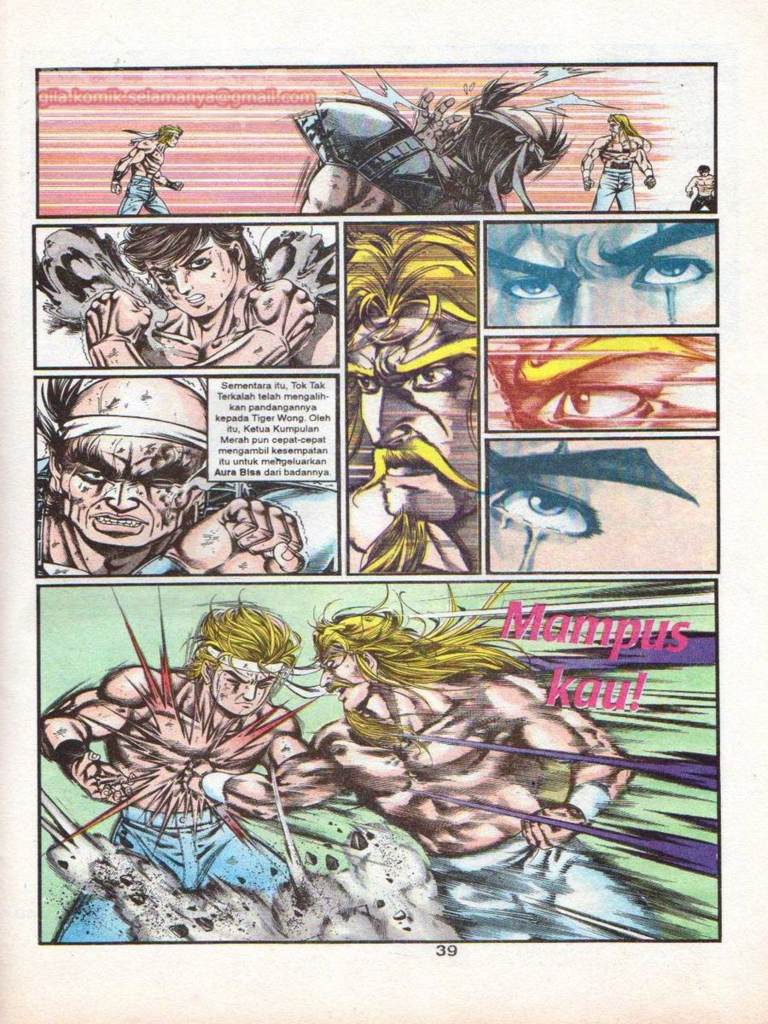 gila-komik-selamanya@gmail.com
Sementara itu, Tok Tak
Terkalah telah mengalih-
kan pandangannya
kepada Tiger Wong. Oleh
itu, Ketua Kumpulan
Merah pun cepat-cepat
mengambil kesempatan
itu untuk mengeluarkan
Aura Bisa dari badannya.
Mampus
kau!
39